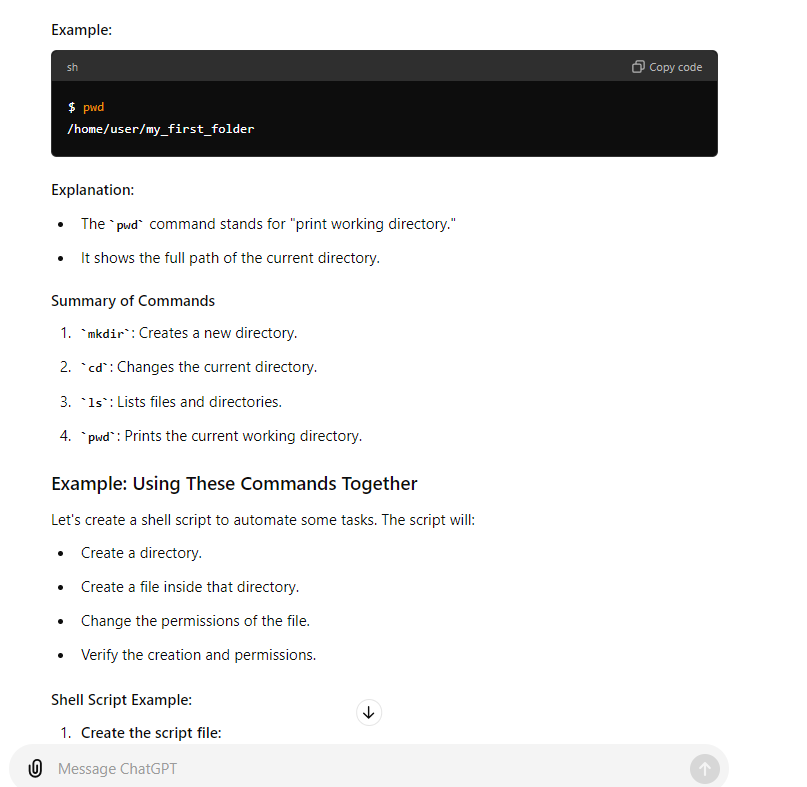 Example:
sh Copy code
$ pwd
/home/user/my_first_folder
Explanation:
• The `pwd` command stands for "print working directory."
• It shows the full path of the current directory.
Summary of Commands
1. `mkdir`: Creates a new directory.
2. `cd`: Changes the current directory.
3. `ls`: Lists files and directories.
4. `pwd`: Prints the current working directory.
Example: Using These Commands Together
Let's create a shell script to automate some tasks. The script will:
• Create a directory.
• Create a file inside that directory.
• Change the permissions of the file.
• Verify the creation and permissions.
Shell Script Example:
1. Create the script file:
Message ChatGPT